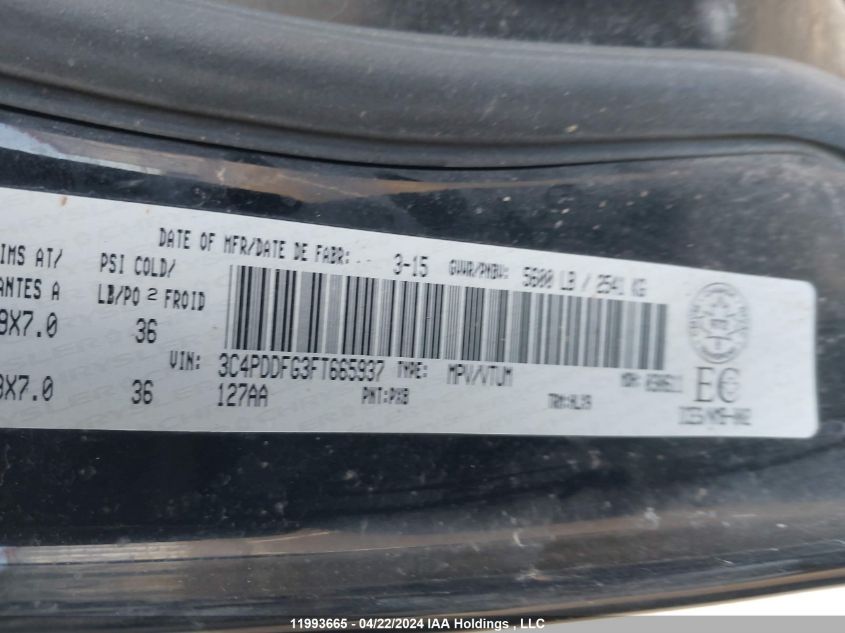 DATE OF MFR/DATE DE FABR: 3-15 GVWR/PNBV: 5600 LB / 2541 KG
IMS AT/ PSI COLD/
ANTES A LB/PO 2 FROID
9X7.0 36
VIN: 3C4PDDFG3FT665937 TYPE: MPV/VTUM
8X7.0 36 127AA PNT:PXB
EC
11993665 - 04/22/2024 IAA Holdings , LLC